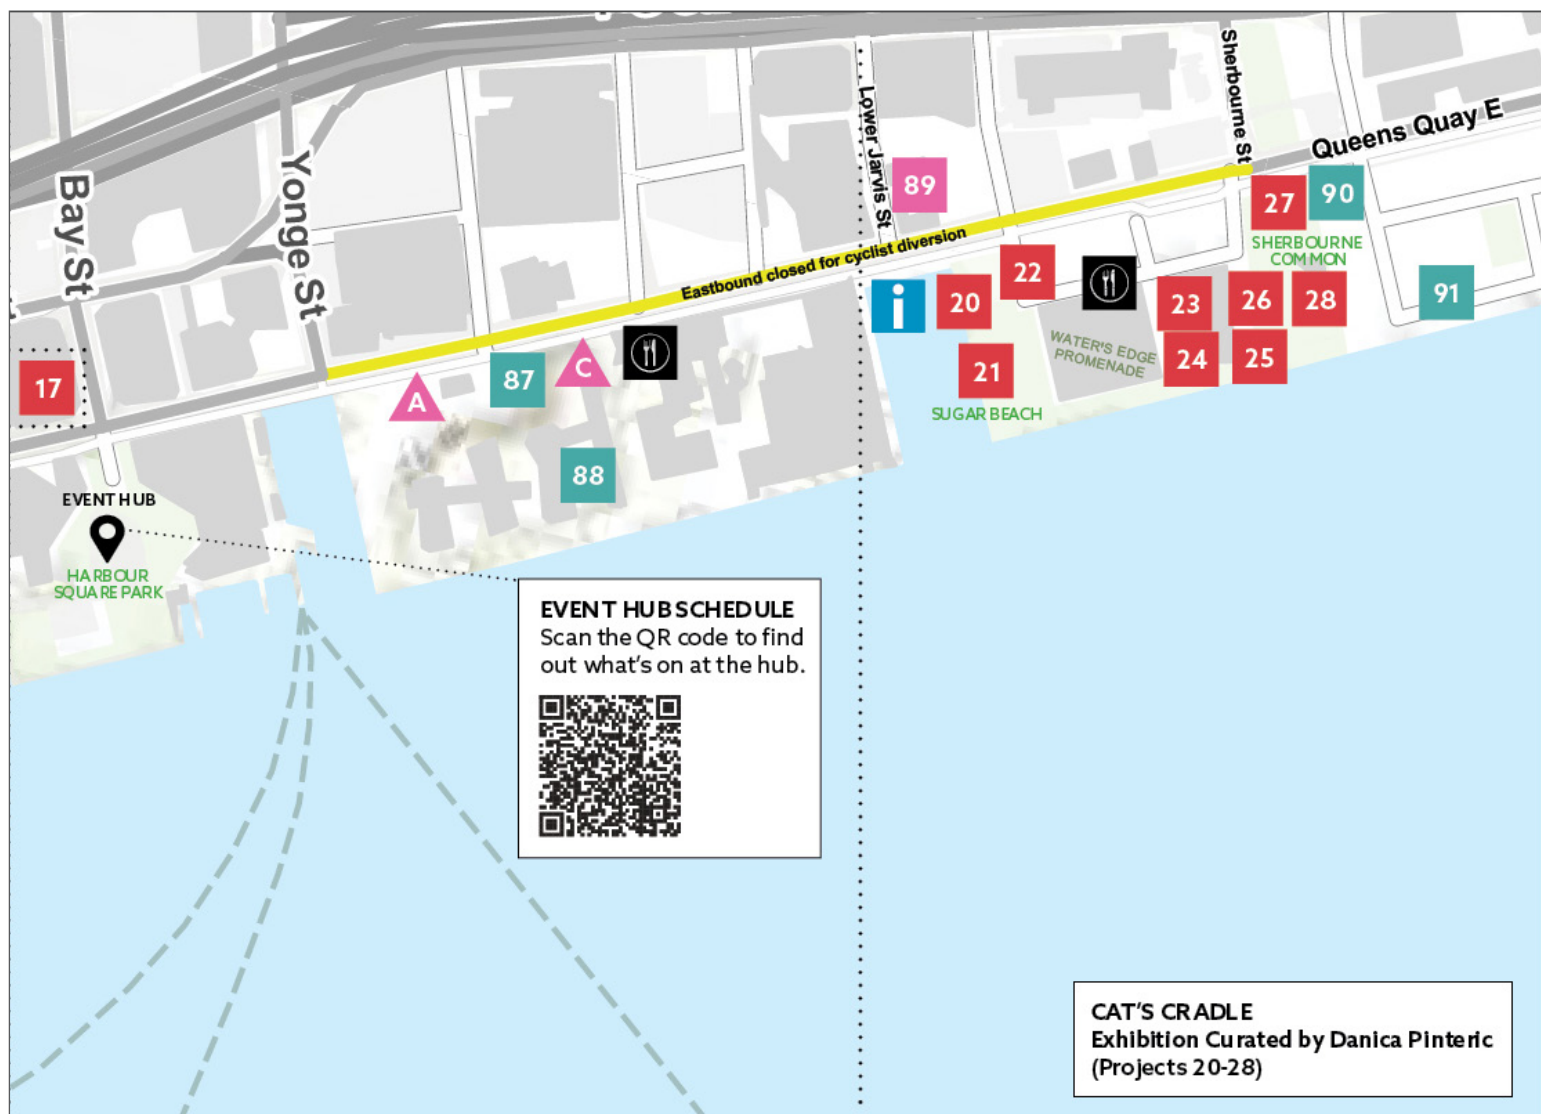 Sherbourne St
Lower Jarvis St
Queens Quay E
Yonge St
Bay St
89
27
90
SHERBOURNE
COMMON
Eastbound closed for cyclist diversion
22
20
23
26
28
91
WATER'S EDGE
PROMENADE
21
24
25
SUGAR BEACH
17
A
87
C
88
i
EVENT HUB
HARBOUR
SQUARE PARK
EVENT HUB SCHEDULE
Scan the QR code to find
out what's on at the hub.
CAT'S CRADLE
Exhibition Curated by Danica Pinteric
(Projects 20-28)